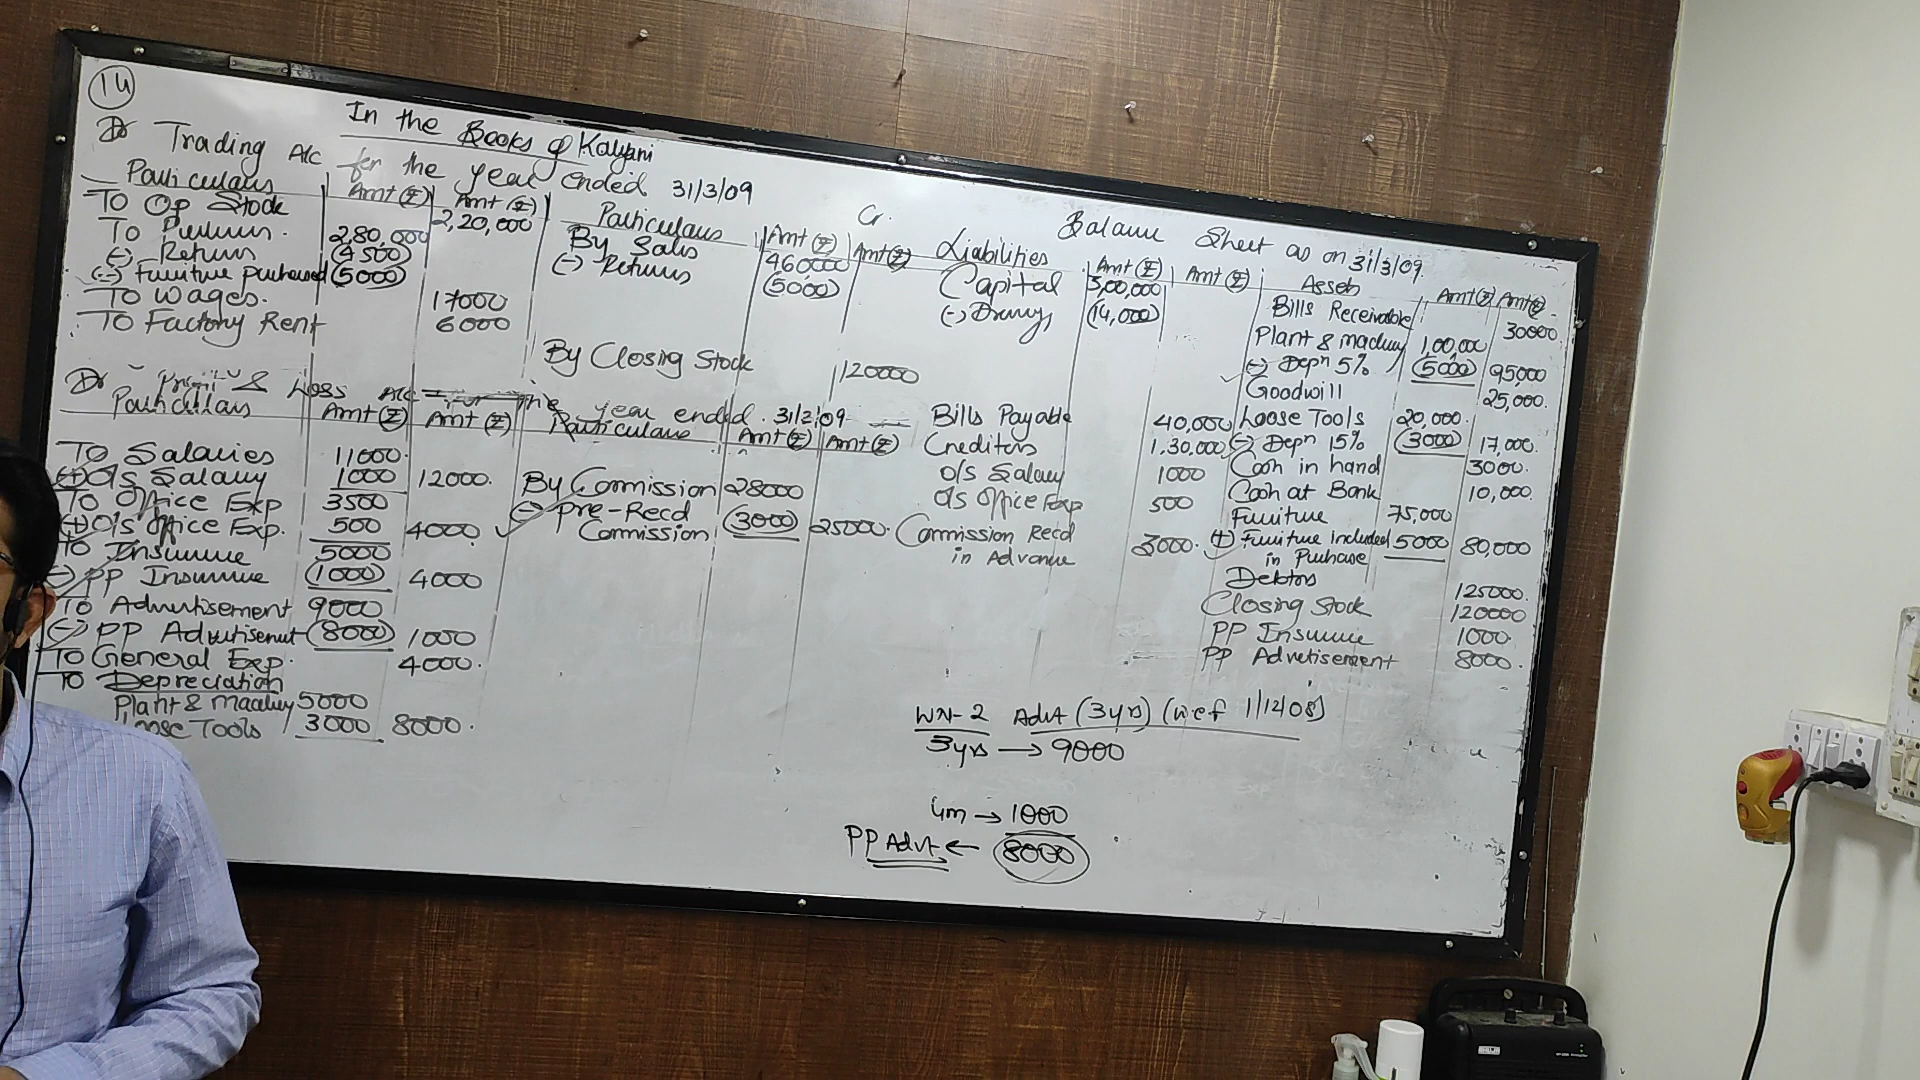 14
In the Books of Kalyani
Dr Trading A/c for the year ended 31/3/09 Cr.
Particulars Amt (₹) Amt (₹) Particulars Amt (₹) Amt (₹)
To Op Stock 2,20,000
To Purchases. 2,80,000
(-) Returns (4500)
(-) Furniture purchased (5000)
To Wages. 17000
To Factory Rent 6000
By Sales 460000
(-) Returns (5000)
By Closing Stock 120000
Dr Profit & Loss A/c for the year ended. 31/3/09
Particulars Amt (₹) Amt (₹) Particulars Amt (₹) Amt (₹)
To Salaries 11000.
(+) O/s Salary 1000 12000.
To Office Exp 3500
(+) O/s Office Exp. 500 4000.
To Insurance 5000
(-) PP Insurance (1000) 4000
To Advertisement 9000
(-) PP Advertisement (8000) 1000
To General Exp. 4000.
To Depreciation
Plant & Machinery 5000
Loose Tools 3000 8000.
By Commission 28000
(-) Pre-Recd
Commission (3000) 25000.
Balance Sheet as on 31/3/09.
Liabilities Amt (₹) Amt (₹) Assets Amt (₹) Amt (₹)
Capital 3,00,000
(-) Drawings (14,000)
Bills Payable 40,000
Creditors 1,30,000
O/s Salary 1000
O/s Office Exp 500
Commission Recd
in Advance 3000.
Bills Receivable 30000
Plant & machinery 1,00,000
(-) Depn 5% (5000) 95000
Goodwill 25,000.
Loose Tools 20,000.
(-) Depn 15% (3000) 17,000.
Cash in hand 3000.
Cash at Bank 10,000.
Furniture 75,000
(+) Furniture included 5000 80,000
in Purchase
Debtors 125000.
Closing Stock 120000
PP Insurance 1000.
PP Advertisement 8000.
WN-2 Advt (3yrs) (wef 1/12/08)
3yrs → 9000
4m → 1000
PP Advt ← 8000